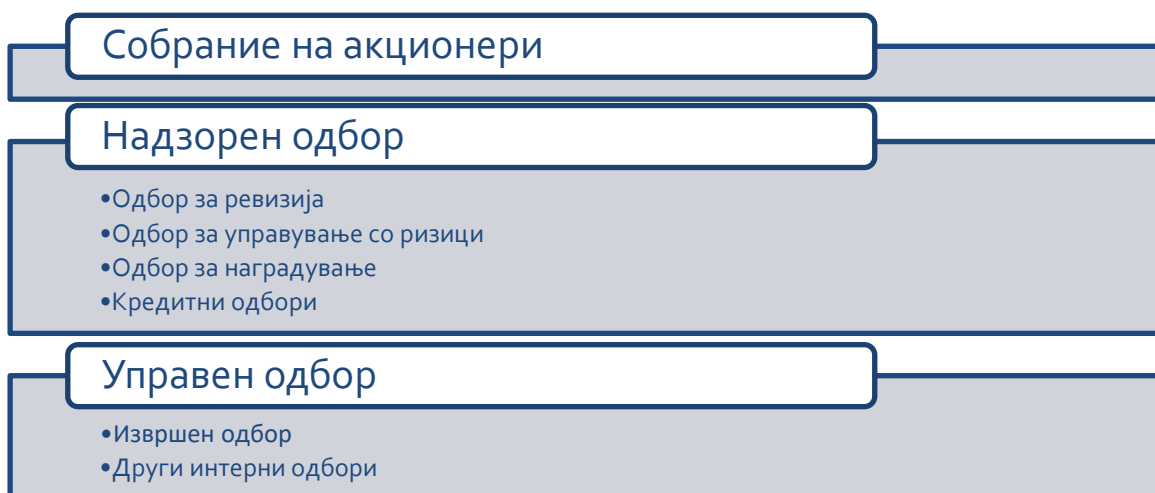 Собрание на акционери
Надзорен одбор
•Одбор за ревизија
•Одбор за управување со ризици
•Одбор за наградување
•Кредитни одбори
Управен одбор
•Извршен одбор
•Други интерни одбори